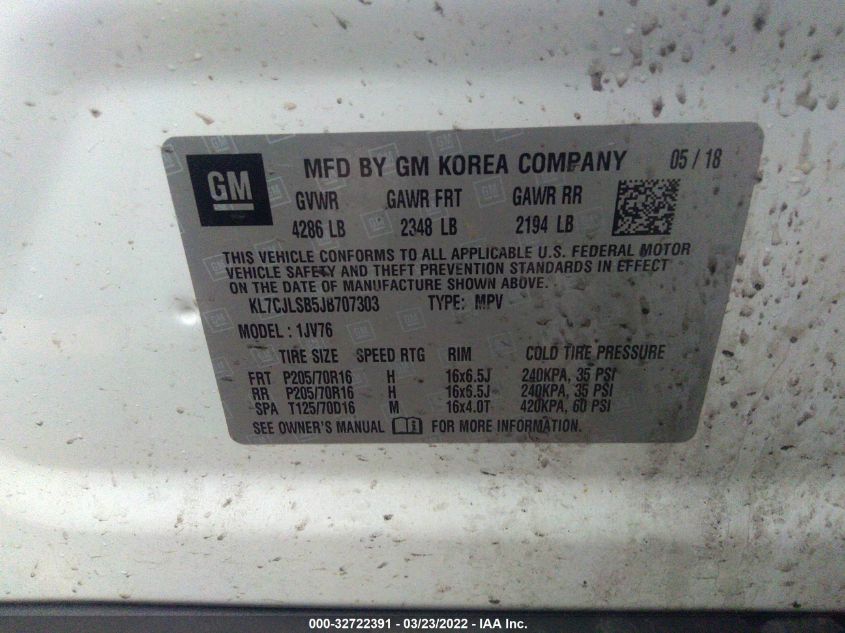 GM
MFD BY GM KOREA COMPANY 05 / 18
GVWR GAWR FRT GAWR RR
4286 LB 2348 LB 2194 LB
THIS VEHICLE CONFORMS TO ALL APPLICABLE U.S. FEDERAL MOTOR
VEHICLE SAFETY AND THEFT PREVENTION STANDARDS IN EFFECT
ON THE DATE OF MANUFACTURE SHOWN ABOVE.
KL7CJLSB5JB707303 TYPE: MPV
MODEL : 1JV76
TIRE SIZE SPEED RTG RIM COLD TIRE PRESSURE
FRT P205/70R16 H 16x6.5J 240KPA, 35 PSI
RR P205/70R16 H 16x6.5J 240KPA, 35 PSI
SPA T125/70D16 M 16x4.0T 420KPA, 60 PSI
SEE OWNER'S MANUAL FOR MORE INFORMATION.
000-32722391 - 03/23/2022 - IAA Inc.